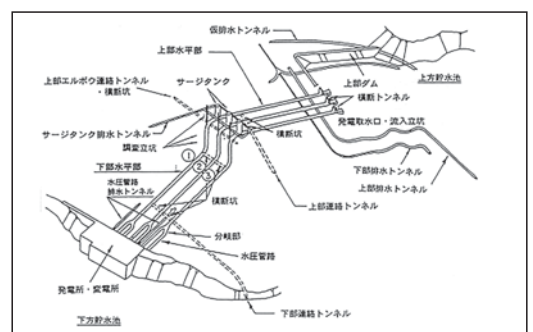 仮排水トンネル
上部水平部
上方貯水池
上部エルボウ連絡トンネル
・横断坑
サージタンク
上部ダム
横断トンネル
サージタンク排水トンネル
横断坑
発電取水口・流入立坑
調査立坑
①
②
③
下部水平部
下部排水トンネル
水圧管路
排水トンネル
上部排水トンネル
横断坑
上部連絡トンネル
分岐部
水圧管路
発電所・変電所
下部連絡トンネル
下方貯水池